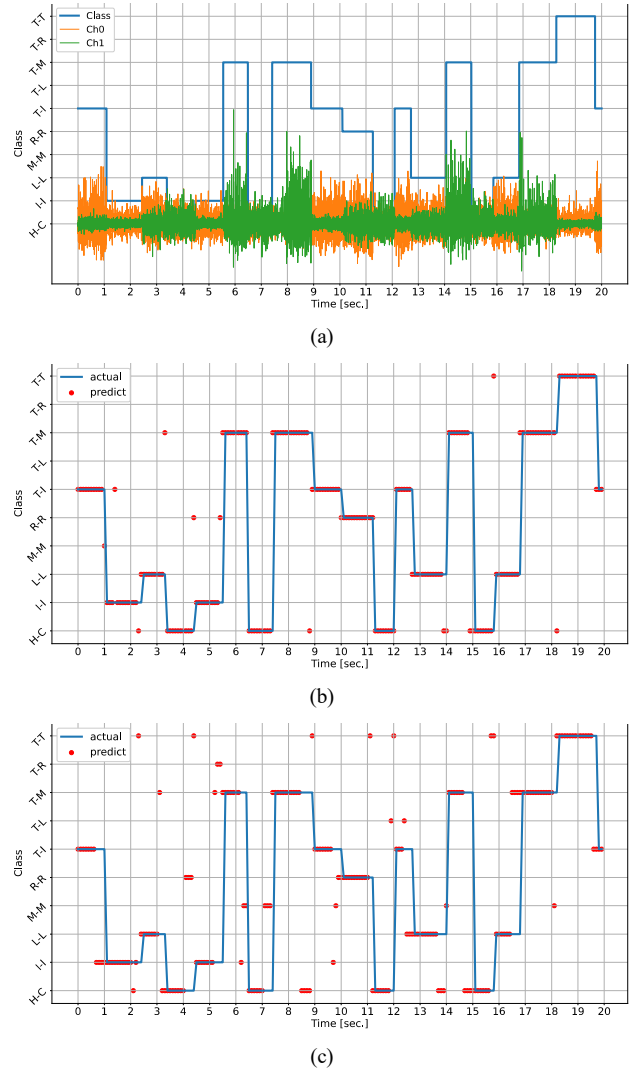 Class
Ch0
Ch1
T-T
T-R
T-M
T-L
T-I
R-R
M-M
L-L
I-I
H-C
Class
0 1 2 3 4 5 6 7 8 9 10 11 12 13 14 15 16 17 18 19 20
Time [sec.]
(a)
actual
predict
T-T
T-R
T-M
T-L
T-I
R-R
M-M
L-L
I-I
H-C
Class
0 1 2 3 4 5 6 7 8 9 10 11 12 13 14 15 16 17 18 19 20
Time [sec.]
(b)
actual
predict
T-T
T-R
T-M
T-L
T-I
R-R
M-M
L-L
I-I
H-C
Class
0 1 2 3 4 5 6 7 8 9 10 11 12 13 14 15 16 17 18 19 20
Time [sec.]
(c)